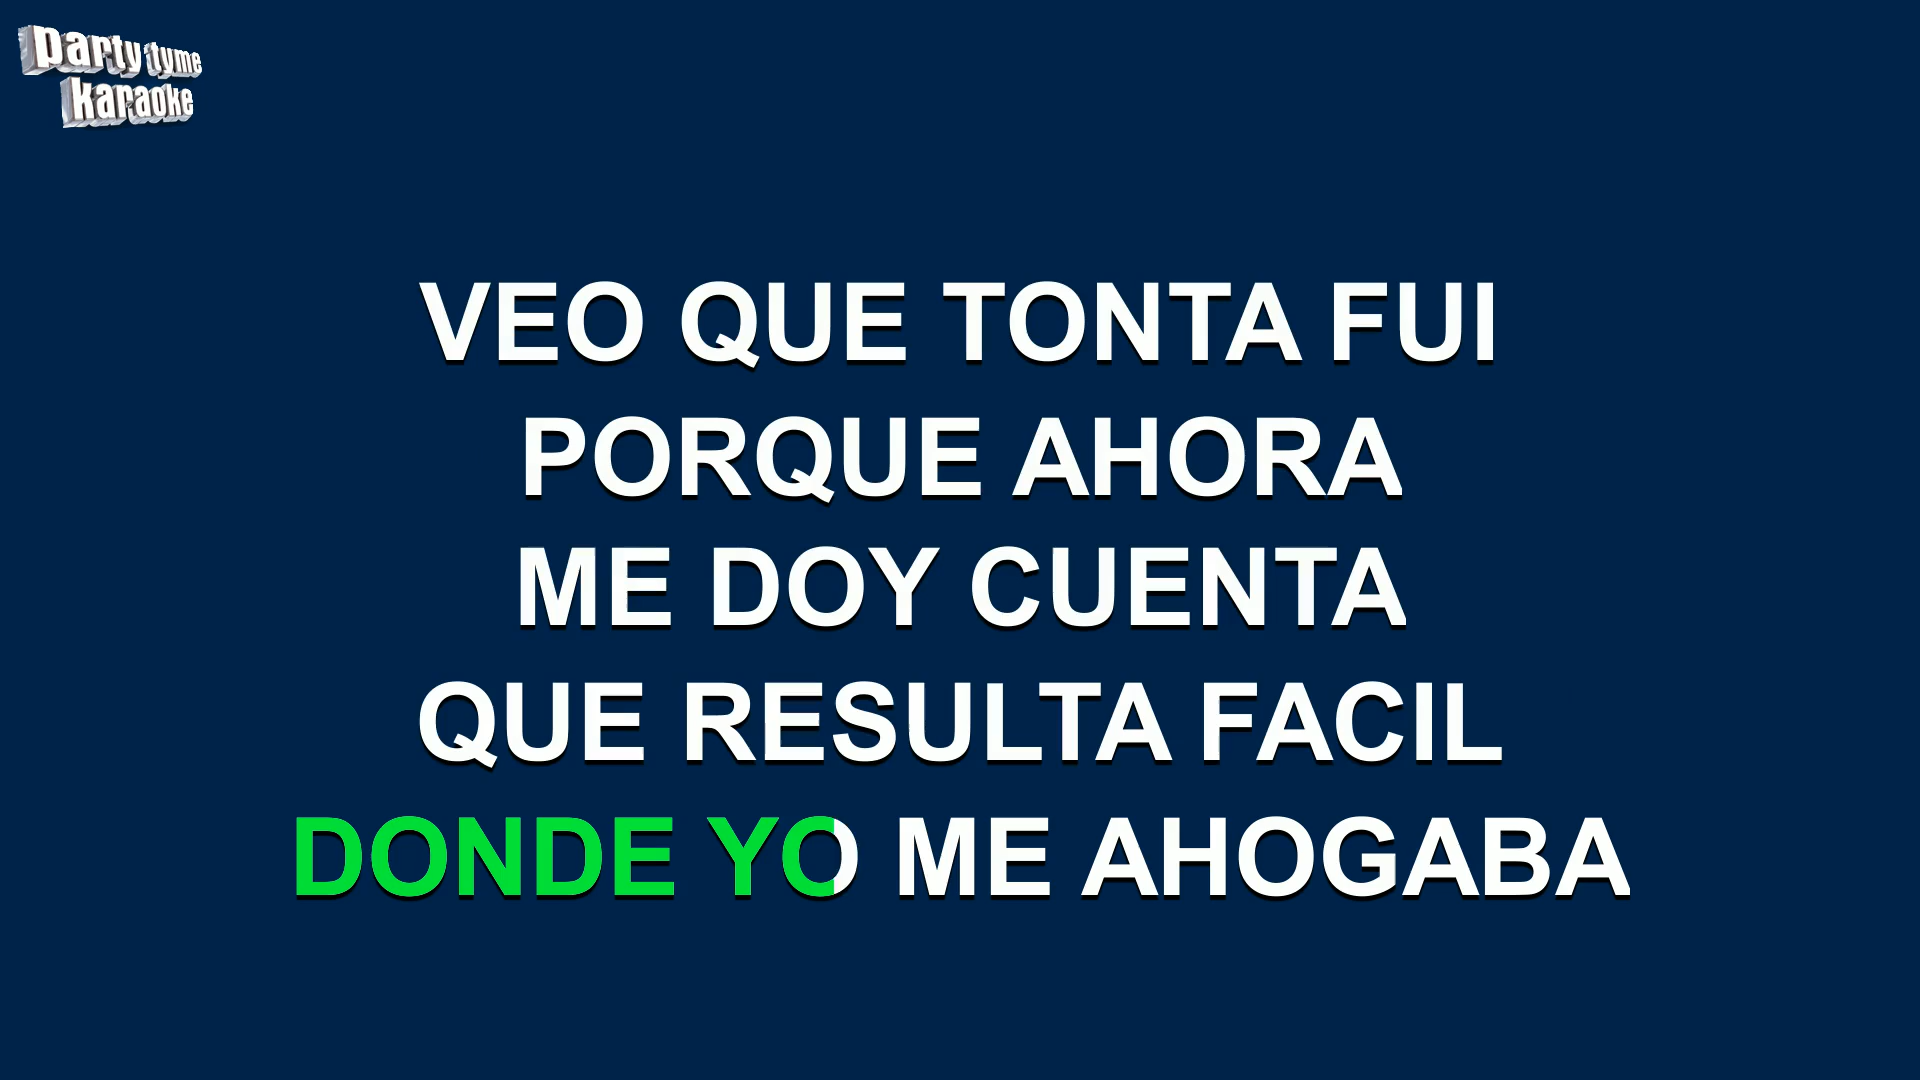 party tyme
karaoke
VEO QUE TONTA FUI
PORQUE AHORA
ME DOY CUENTA
QUE RESULTA FACIL
DONDE YO ME AHOGABA